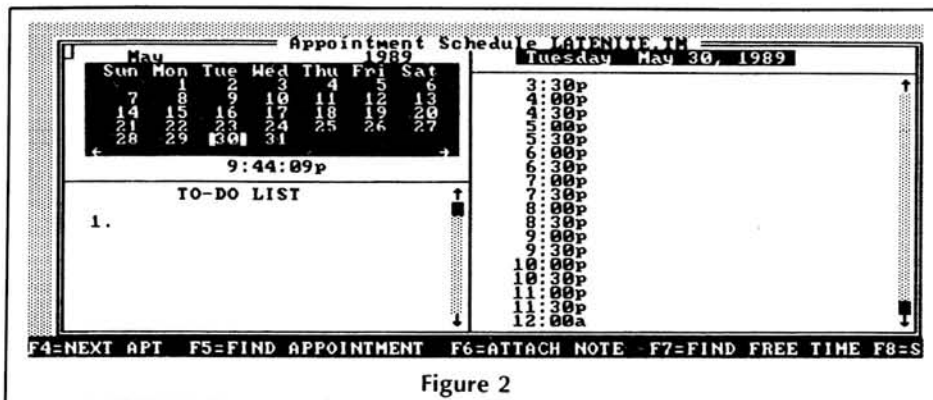 Appointment Schedule LATENITE.TM
May 1989
Sun Mon Tue Wed Thu Fri Sat
1 2 3 4 5 6
7 8 9 10 11 12 13
14 15 16 17 18 19 20
21 22 23 24 25 26 27
28 29 30 31
9:44:09p
TO-DO LIST
1.
Tuesday May 30, 1989
3:30p
4:00p
4:30p
5:00p
5:30p
6:00p
6:30p
7:00p
7:30p
8:00p
8:30p
9:00p
9:30p
10:00p
10:30p
11:00p
11:30p
12:00a
F4=NEXT APT F5=FIND APPOINTMENT F6=ATTACH NOTE F7=FIND FREE TIME F8=S
Figure 2